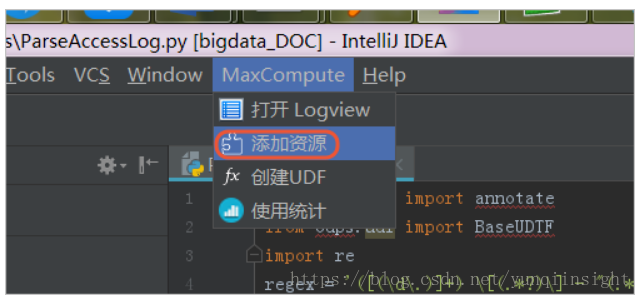 s\ParseAccessLog.py [bigdata_DOC] - IntelliJ IDEA
Tools VCS Window MaxCompute Help
打开 Logview
添加资源
fx 创建UDF
使用统计
1 import annotate
2 from odps.udf import BaseUDTF
3 import re
4 regex =
https://blog.csdn.net/yunqiinsight